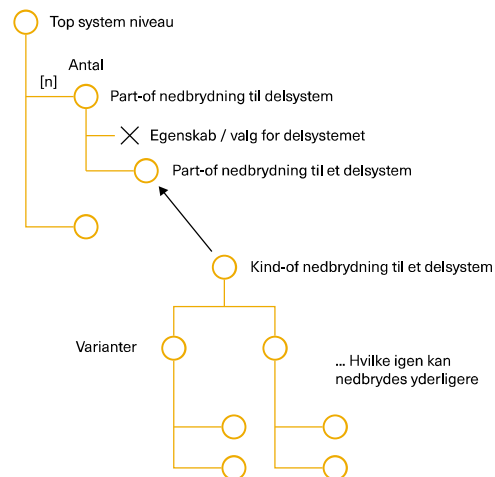 Top system niveau
Antal
[n]
Part-of nedbrydning til delsystem
Egenskab / valg for delsystemet
Part-of nedbrydning til et delsystem
Kind-of nedbrydning til et delsystem
Varianter
... Hvilke igen kan
nedbrydes yderligere